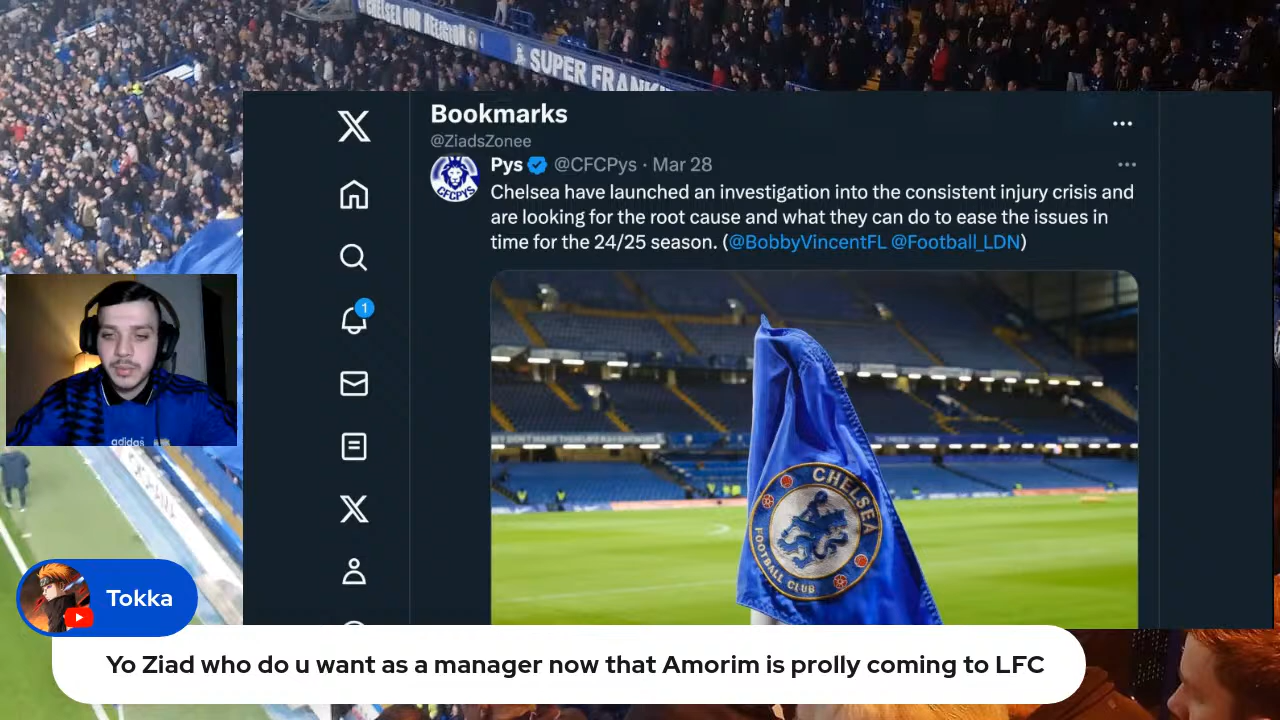 CHELSEA OUR RELIGION
SUPER FRANK
Bookmarks
@ZiadsZonee
Pys @CFCPys · Mar 28
Chelsea have launched an investigation into the consistent injury crisis and
are looking for the root cause and what they can do to ease the issues in
time for the 24/25 season. (@BobbyVincentFL @Football_LDN)
CFCPYS
1
adidas
CHELSEA
FOOTBALL CLUB
Tokka
Yo Ziad who do u want as a manager now that Amorim is prolly coming to LFC